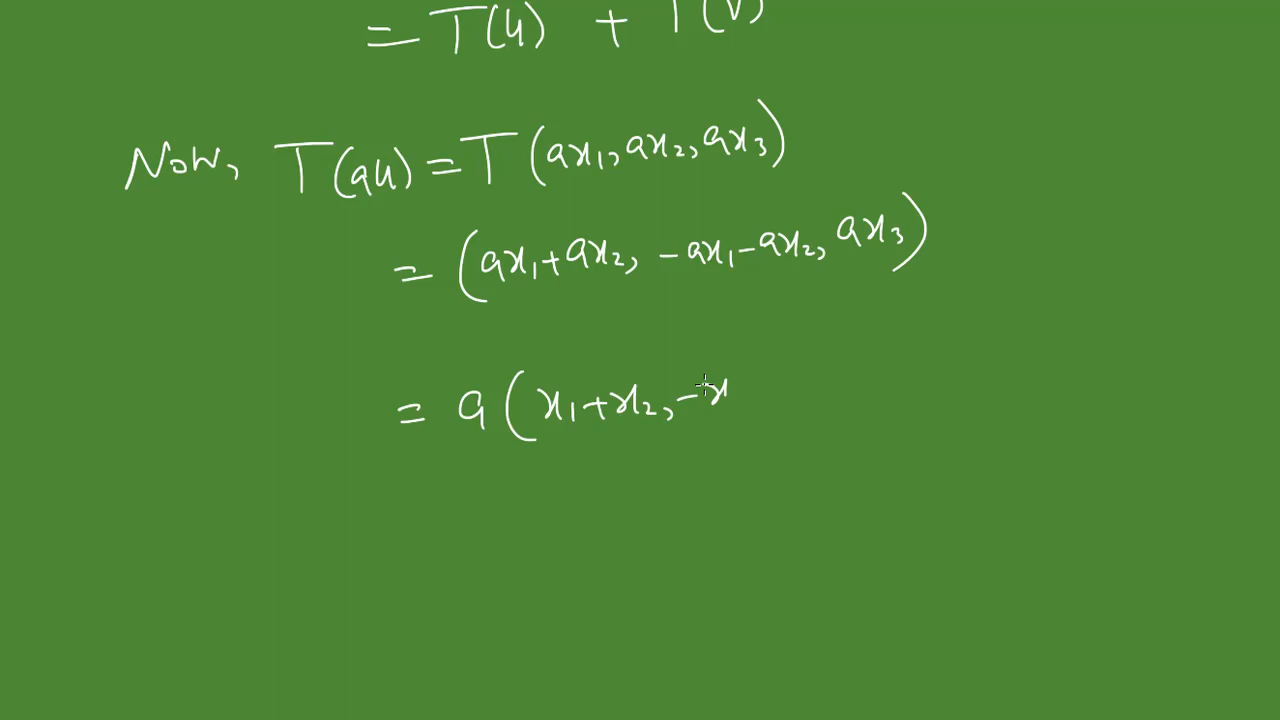 = T(u) + T(v)
Now, T(au) = T(ax₁, ax₂, ax₃)
= (ax₁+ax₂, -ax₁-ax₂, ax₃)
= a(x₁+x₂, -x